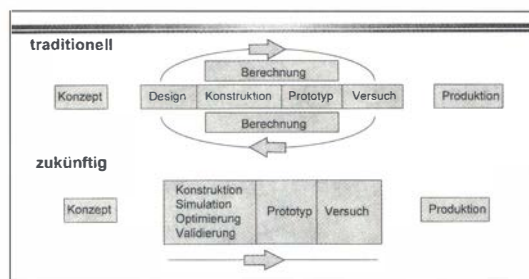 traditionell
Berechnung
Konzept Design Konstruktion Prototyp Versuch Produktion
Berechnung
zukünftig
Konzept
Konstruktion
Simulation
Optimierung
Validierung
Prototyp Versuch Produktion